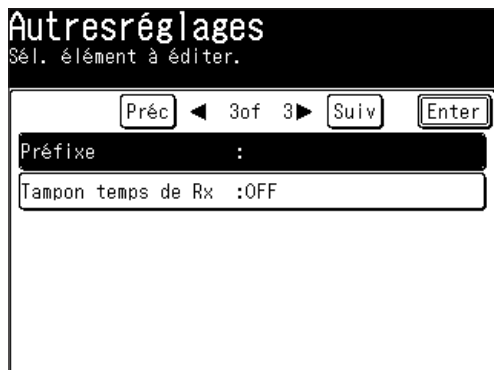 Autresréglages
Sél. élément à éditer.
Préc ◀ 3of 3▶ Suiv Enter
Préfixe :
Tampon temps de Rx :OFF